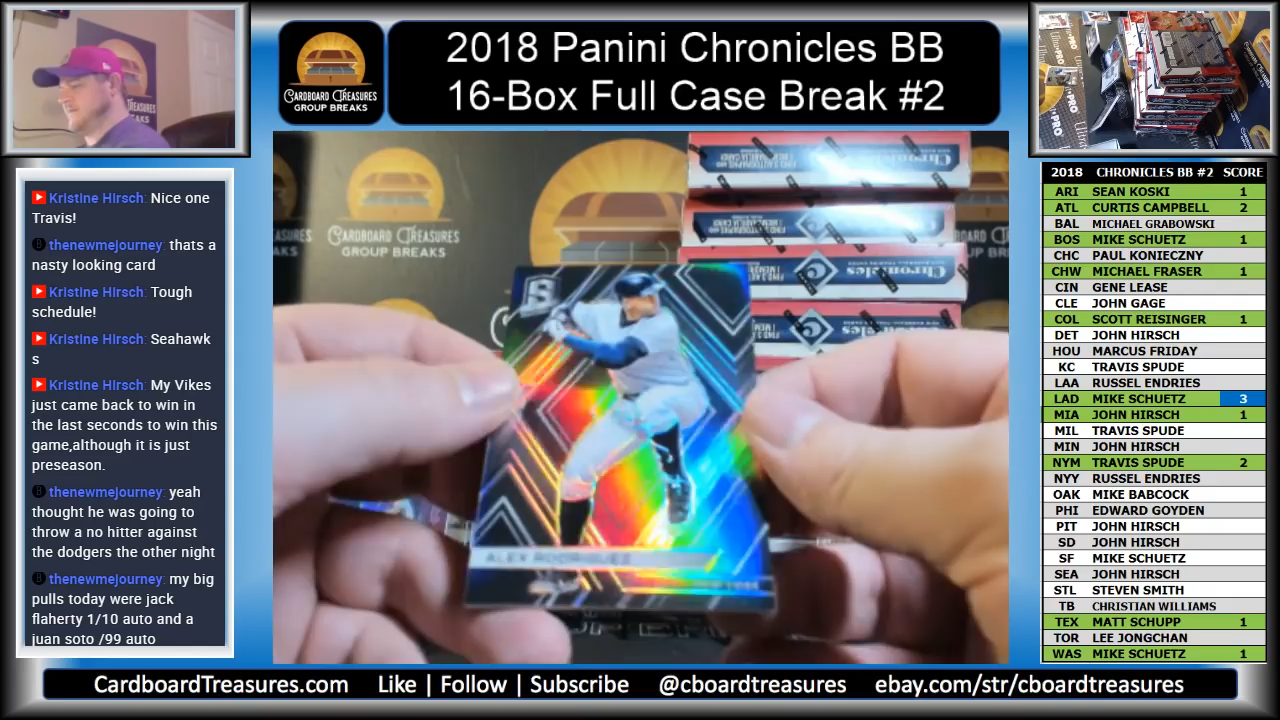 2018 Panini Chronicles BB
16-Box Full Case Break #2
CARDBOARD TREASURES
GROUP BREAKS
Kristine Hirsch: Nice one
Travis!
thenewmejourney: thats a
nasty looking card
Kristine Hirsch: Tough
schedule!
Kristine Hirsch: Seahawk
s
Kristine Hirsch: My Vikes
just came back to win in
the last seconds to win this
game,although it is just
preseason.
thenewmejourney: yeah
thought he was going to
throw a no hitter against
the dodgers the other night
thenewmejourney: my big
pulls today were jack
flaherty 1/10 auto and a
juan soto /99 auto
CARDBOARD TREASURES
GROUP BREAKS
Chronicles
Chronicles
Chronicles
ALEX RODRIGUEZ
2018 CHRONICLES BB #2 SCORE
ARI SEAN KOSKI 1
ATL CURTIS CAMPBELL 2
BAL MICHAEL GRABOWSKI
BOS MIKE SCHUETZ 1
CHC PAUL KONIECZNY
CHW MICHAEL FRASER 1
CIN GENE LEASE
CLE JOHN GAGE
COL SCOTT REISINGER 1
DET JOHN HIRSCH
HOU MARCUS FRIDAY
KC TRAVIS SPUDE
LAA RUSSEL ENDRIES
LAD MIKE SCHUETZ 3
MIA JOHN HIRSCH 1
MIL TRAVIS SPUDE
MIN JOHN HIRSCH
NYM TRAVIS SPUDE 2
NYY RUSSEL ENDRIES
OAK MIKE BABCOCK
PHI EDWARD GOYDEN
PIT JOHN HIRSCH
SD JOHN HIRSCH
SF MIKE SCHUETZ
SEA JOHN HIRSCH
STL STEVEN SMITH
TB CHRISTIAN WILLIAMS
TEX MATT SCHUPP 1
TOR LEE JONGCHAN
WAS MIKE SCHUETZ 1
CardboardTreasures.com Like | Follow | Subscribe @cboardtreasures ebay.com/str/cboardtreasures